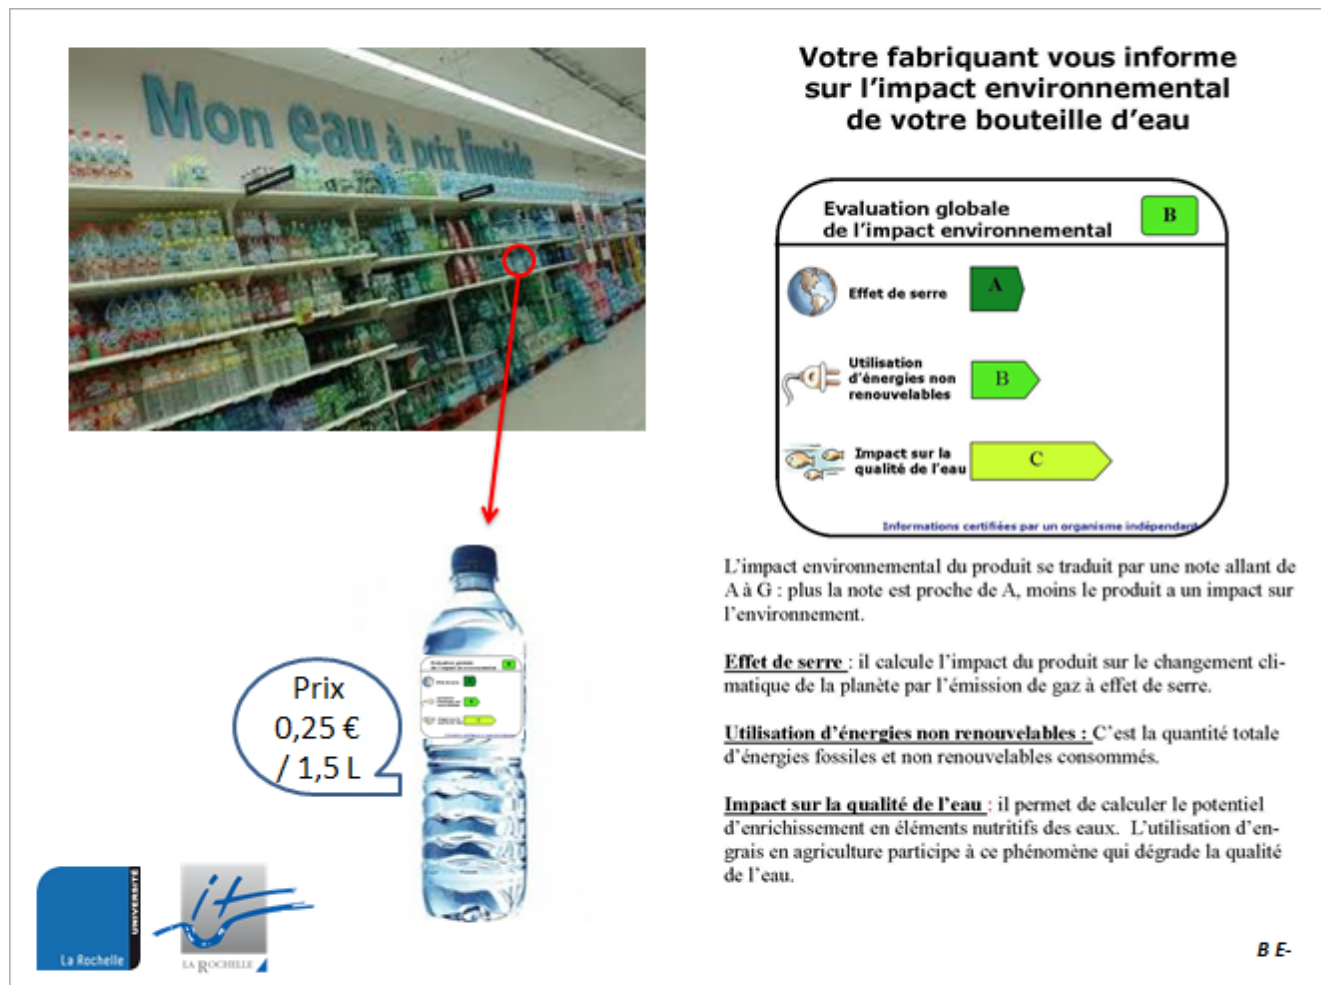 Mon eau à prix limpide
Votre fabriquant vous informe
sur l'impact environnemental
de votre bouteille d'eau
Evaluation globale
de l'impact environnemental
B
Effet de serre
A
Utilisation
d'énergies non
renouvelables
B
Impact sur la
qualité de l'eau
C
Informations certifiées par un organisme indépendant
L'impact environnemental du produit se traduit par une note allant de
A à G : plus la note est proche de A, moins le produit a un impact sur
l'environnement.
Effet de serre : il calcule l'impact du produit sur le changement cli-
matique de la planète par l'émission de gaz à effet de serre.
Utilisation d'énergies non renouvelables : C'est la quantité totale
d'énergies fossiles et non renouvelables consommés.
Impact sur la qualité de l'eau : il permet de calculer le potentiel
d'enrichissement en éléments nutritifs des eaux. L'utilisation d'en-
grais en agriculture participe à ce phénomène qui dégrade la qualité
de l'eau.
Evaluation globale
de l'impact environnemental
Prix
0,25 €
/ 1,5 L
La Rochelle
UNIVERSITÉ
it
LA ROCHELLE
B E-